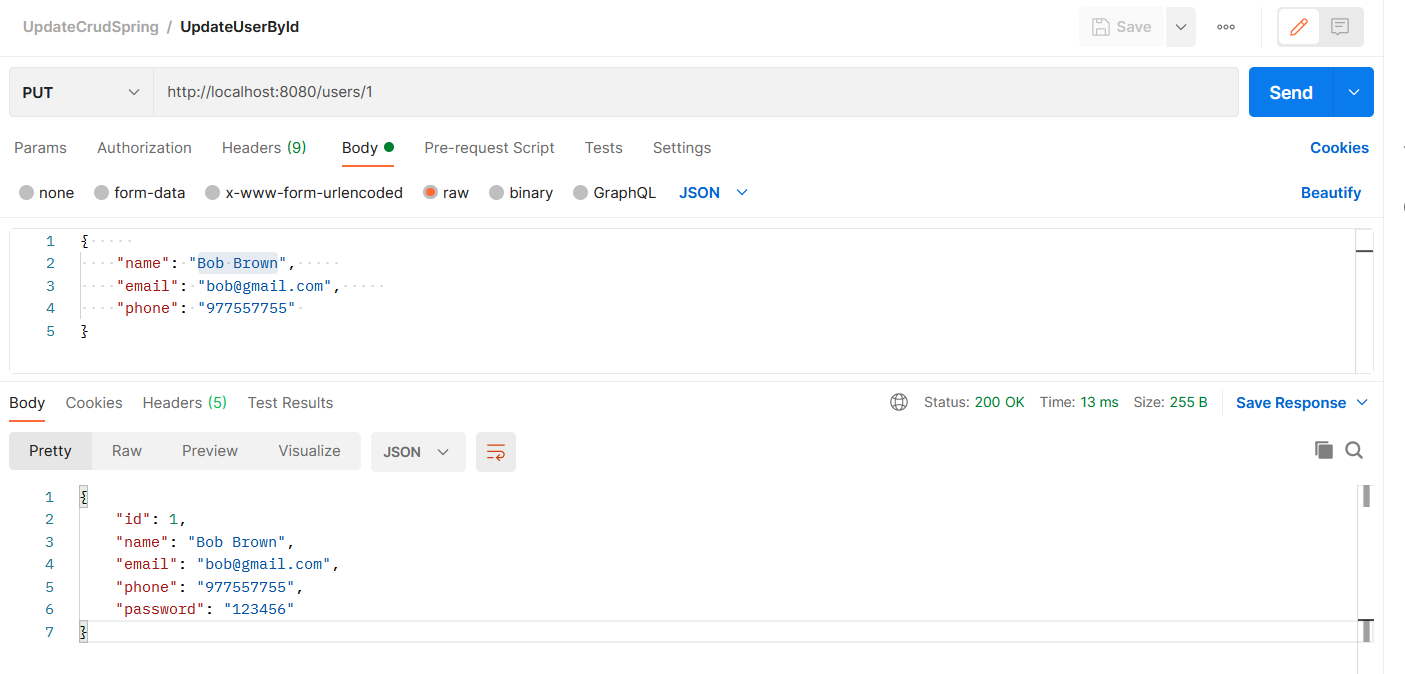 UpdateCrudSpring / UpdateUserById Save
PUT http://localhost:8080/users/1 Send
Params Authorization Headers (9) Body Pre-request Script Tests Settings Cookies
none form-data x-www-form-urlencoded raw binary GraphQL JSON Beautify
1 {
2 "name": "Bob Brown",
3 "email": "bob@gmail.com",
4 "phone": "977557755"
5 }
Body Cookies Headers (5) Test Results Status: 200 OK Time: 13 ms Size: 255 B Save Response
Pretty Raw Preview Visualize JSON
1 {
2 "id": 1,
3 "name": "Bob Brown",
4 "email": "bob@gmail.com",
5 "phone": "977557755",
6 "password": "123456"
7 }